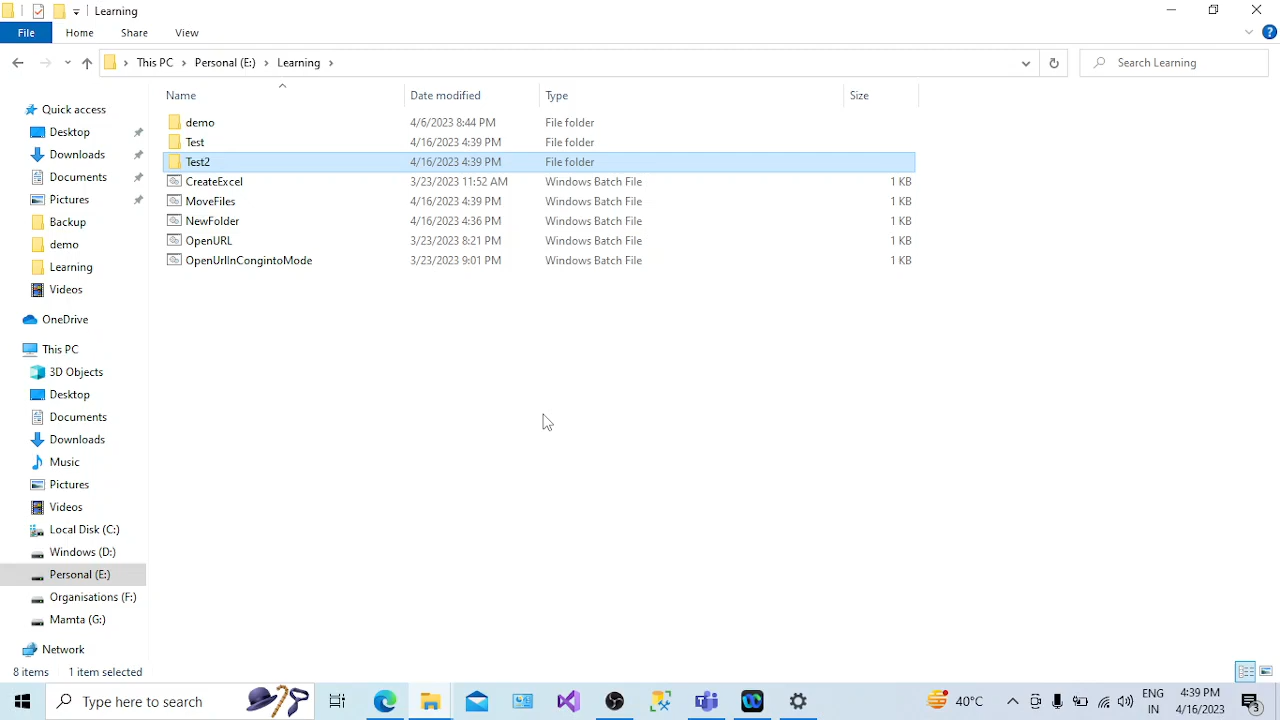 Learning
File Home Share View
This PC Personal (E:) Learning
Search Learning
Name Date modified Type Size
demo 4/6/2023 8:44 PM File folder
Test 4/16/2023 4:39 PM File folder
Test2 4/16/2023 4:39 PM File folder
CreateExcel 3/23/2023 11:52 AM Windows Batch File 1 KB
MoveFiles 4/16/2023 4:39 PM Windows Batch File 1 KB
NewFolder 4/16/2023 4:36 PM Windows Batch File 1 KB
OpenURL 3/23/2023 8:21 PM Windows Batch File 1 KB
OpenUrlInCongintoMode 3/23/2023 9:01 PM Windows Batch File 1 KB
Quick access
Desktop
Downloads
Documents
Pictures
Backup
demo
Learning
Videos
OneDrive
This PC
3D Objects
Desktop
Documents
Downloads
Music
Pictures
Videos
Local Disk (C:)
Windows (D:)
Personal (E:)
Organisations (F:)
Mamta (G:)
Network
8 items 1 item selected
Type here to search
40°C
ENG
IN
4:39 PM
4/16/2023
3